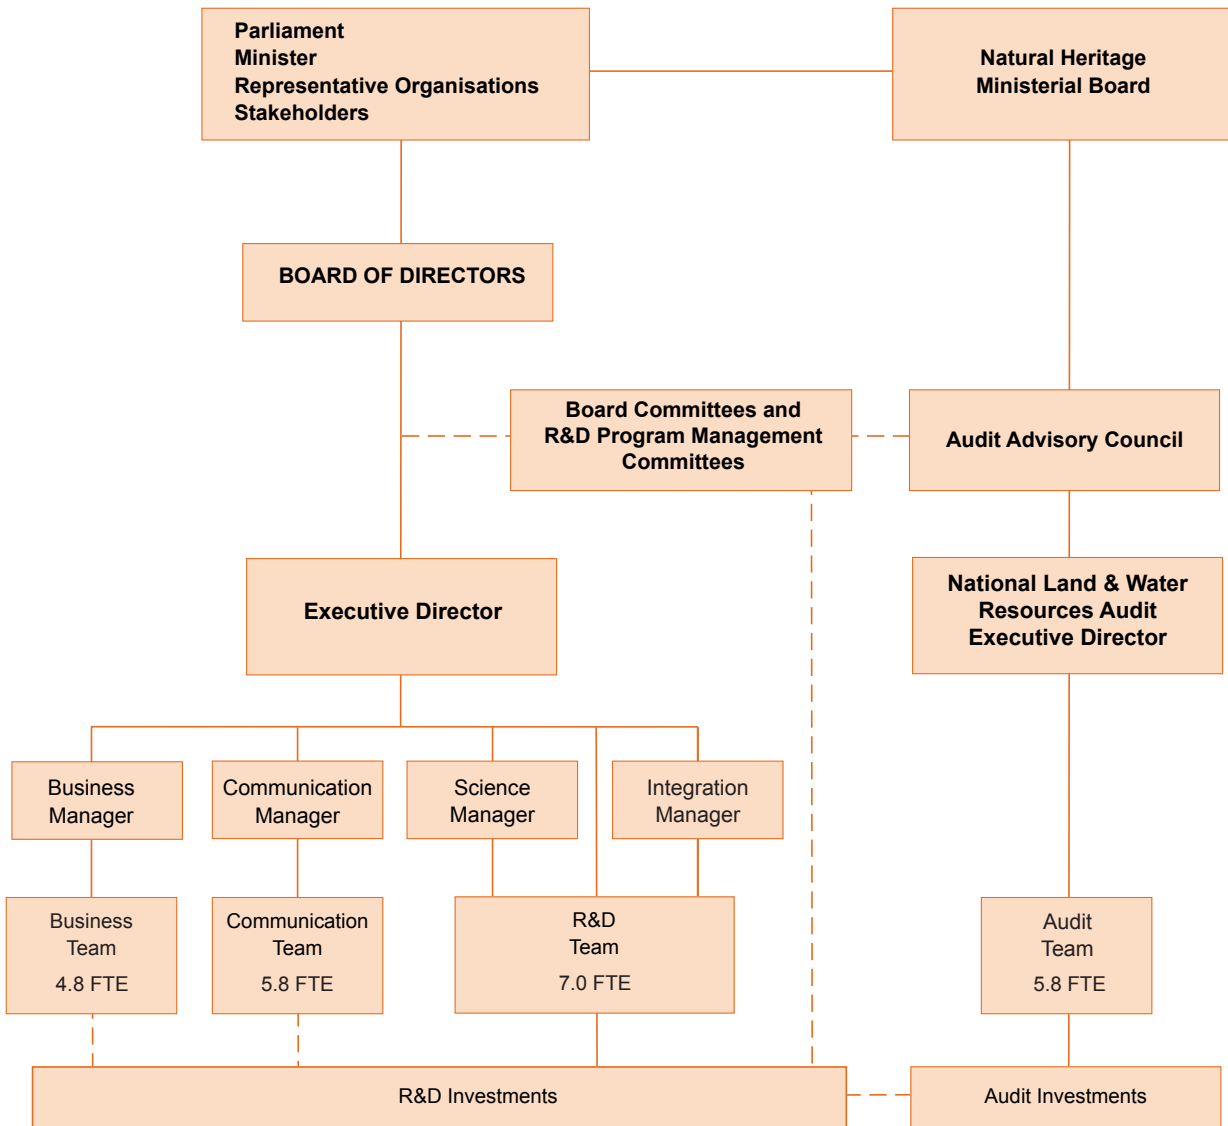 Parliament
Minister
Representative Organisations
Stakeholders
Natural Heritage
Ministerial Board
BOARD OF DIRECTORS
Board Committees and
R&D Program Management
Committees
Audit Advisory Council
Executive Director
National Land & Water
Resources Audit
Executive Director
Business
Manager
Communication
Manager
Science
Manager
Integration
Manager
Business
Team
4.8 FTE
Communication
Team
5.8 FTE
R&D
Team
7.0 FTE
Audit
Team
5.8 FTE
R&D Investments
Audit Investments